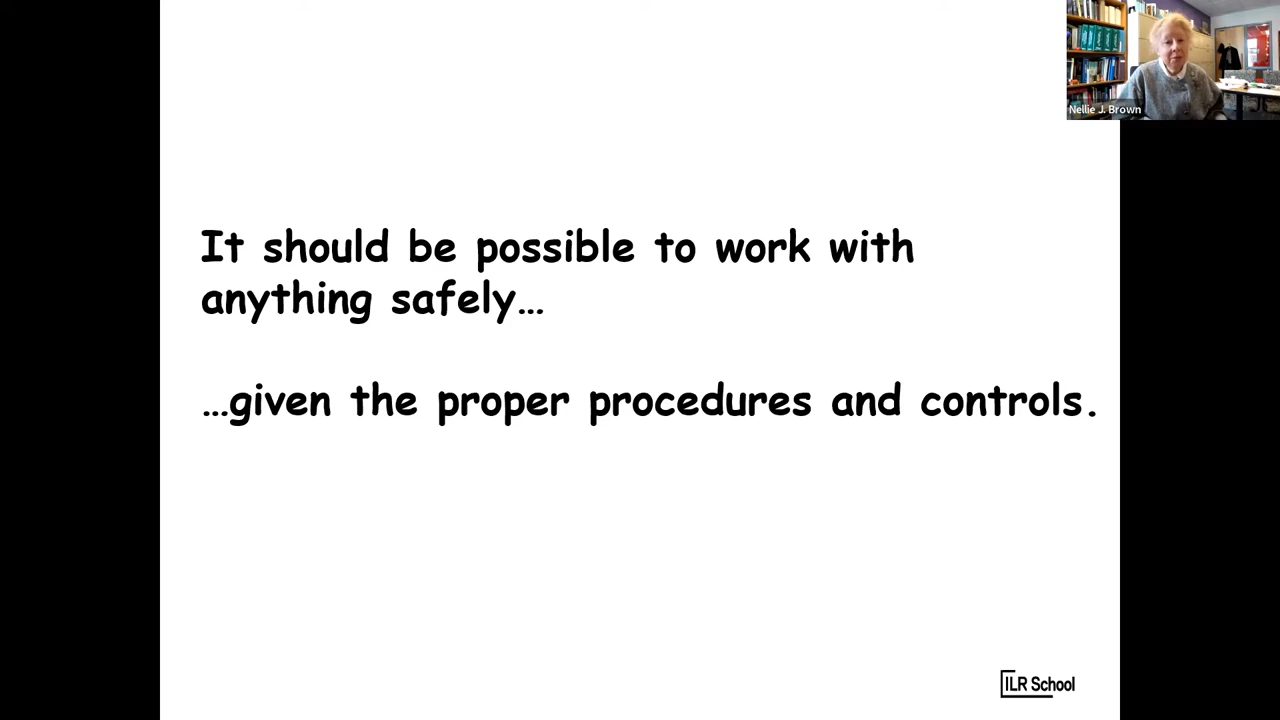 Nellie J. Brown
It should be possible to work with
anything safely…
…given the proper procedures and controls.
ILR School